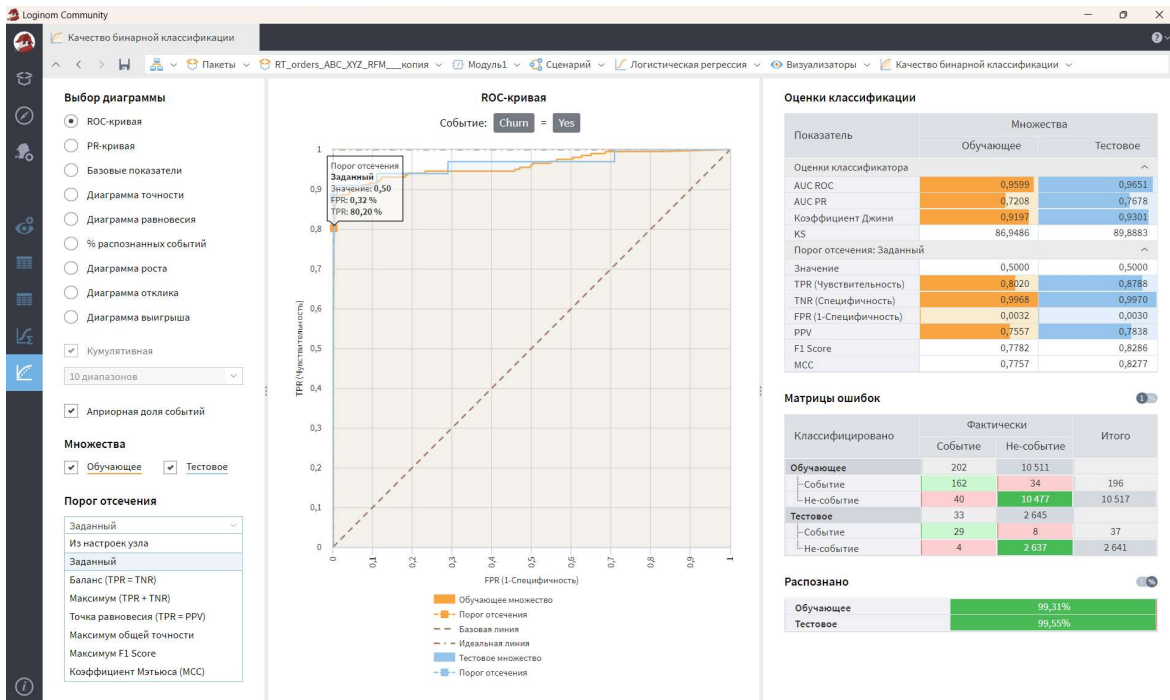 Loginom Community
Качество бинарной классификации
Пакеты
RT_orders_ABC_XYZ_RFM___копия
Модуль1
Сценарий
Логистическая регрессия
Визуализаторы
Качество бинарной классификации
Выбор диаграммы
ROC-кривая
PR-кривая
Базовые показатели
Диаграмма точности
Диаграмма равновесия
% распознанных событий
Диаграмма роста
Диаграмма отклика
Диаграмма выигрыша
Кумулятивная
10 диапазонов
Априорная доля событий
Множества
Обучающее Тестовое
Порог отсечения
Заданный
Из настроек узла
Заданный
Баланс (TPR = TNR)
Максимум (TPR + TNR)
Точка равновесия (TPR = PPV)
Максимум общей точности
Максимум F1 Score
Коэффициент Мэтьюса (MCC)
ROC-кривая
Событие: Churn = Yes
Порог отсечения
Заданный
Значение: 0,50
FPR: 0,32 %
TPR: 80,20 %
1
0,9
0,8
0,7
0,6
0,5
0,4
0,3
0,2
0,1
0
TPR (Чувствительность)
0 0,1 0,2 0,3 0,4 0,5 0,6 0,7 0,8 0,9 1
FPR (1-Специфичность)
Обучающее множество
Порог отсечения
Базовая линия
Идеальная линия
Тестовое множество
Порог отсечения
Оценки классификации
Показатель Множества
Обучающее Тестовое
Оценки классификатора
AUC ROC 0,9599 0,9651
AUC PR 0,7208 0,7678
Коэффициент Джини 0,9197 0,9301
KS 86,9486 89,8883
Порог отсечения: Заданный
Значение 0,5000 0,5000
TPR (Чувствительность) 0,8020 0,8788
TNR (Специфичность) 0,9968 0,9970
FPR (1-Специфичность) 0,0032 0,0030
PPV 0,7557 0,7838
F1 Score 0,7782 0,8286
MCC 0,7757 0,8277
Матрицы ошибок
1 %
Классифицировано Фактически Итого
Событие Не-событие
Обучающее 202 10 511
Событие 162 34 196
Не-событие 40 10 477 10 517
Тестовое 33 2 645
Событие 29 8 37
Не-событие 4 2 637 2 641
Распознано
1 %
Обучающее 99,31%
Тестовое 99,55%